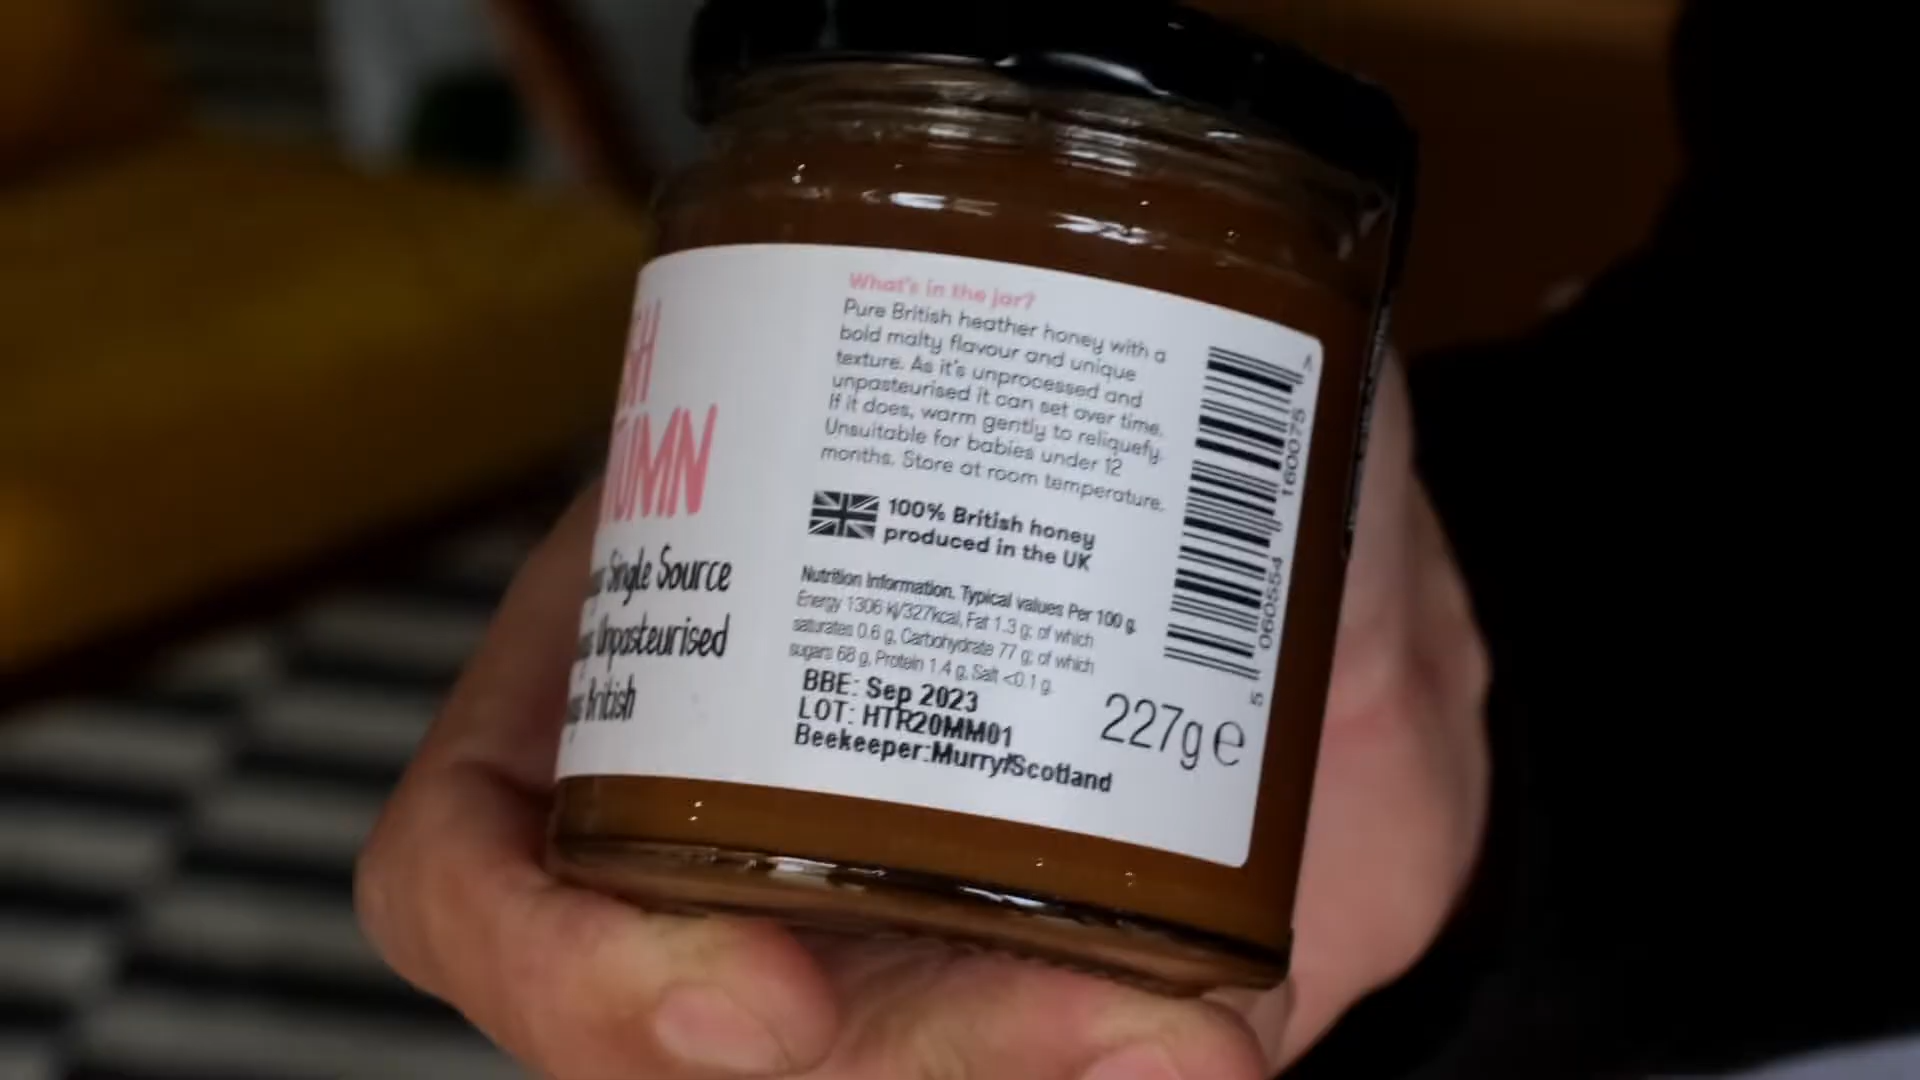 TUMN
Single Source
Unpasteurised
British
What's in the jar?
Pure British heather honey with a
bold malty flavour and unique
texture. As it's unprocessed and
unpasteurised it can set over time.
If it does, warm gently to reliquefy.
Unsuitable for babies under 12
months. Store at room temperature.
100% British honey
produced in the UK
Nutrition Information. Typical values Per 100 g.
Energy 1306 kj/327kcal, Fat 1.3 g; of which
saturates 0.6 g, Carbohydrate 77 g; of which
sugars 68 g, Protein 1.4 g, Salt <0.1 g.
BBE: Sep 2023
LOT: HTR20MM01
Beekeeper:Murry/Scotland
227g e
5 060554 160075 >